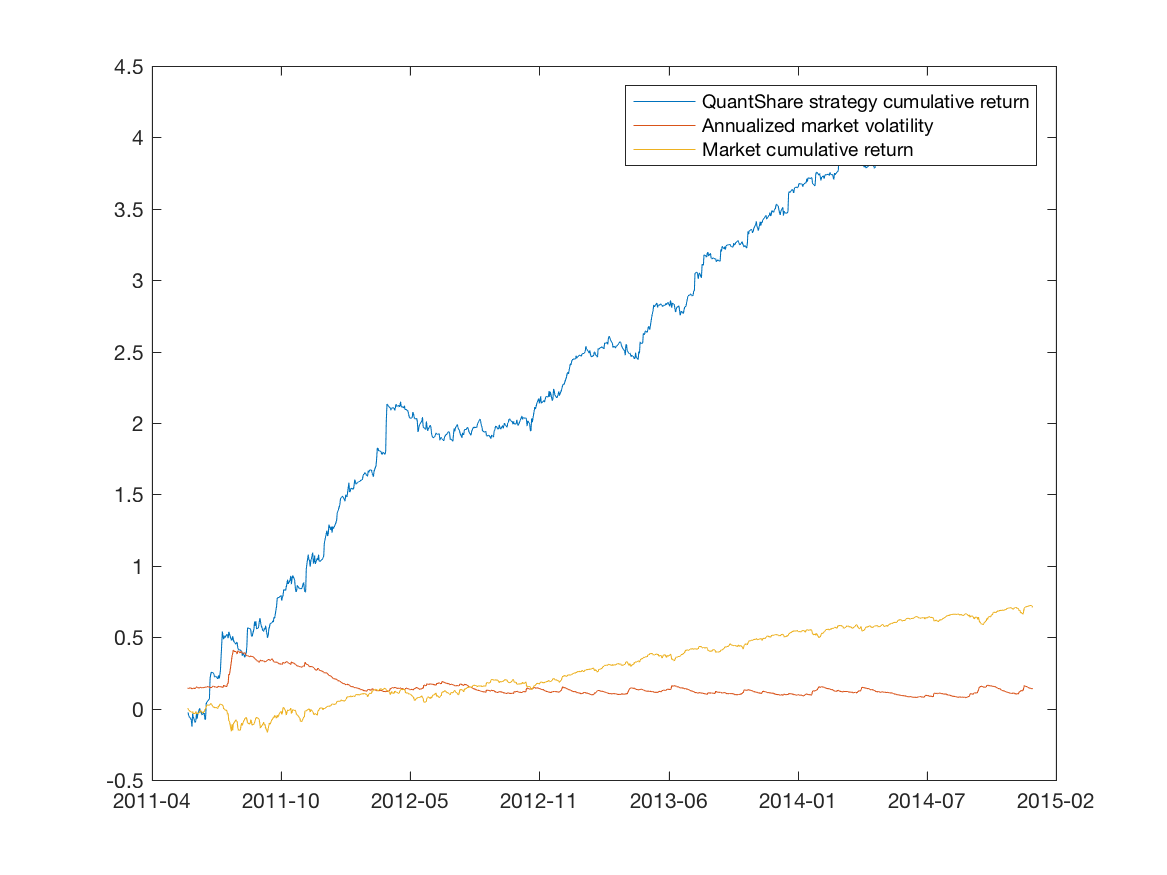 4.5
4
3.5
3
2.5
2
1.5
1
0.5
0
-0.5
2011-04 2011-10 2012-05 2012-11 2013-06 2014-01 2014-07 2015-02
QuantShare strategy cumulative return
Annualized market volatility
Market cumulative return